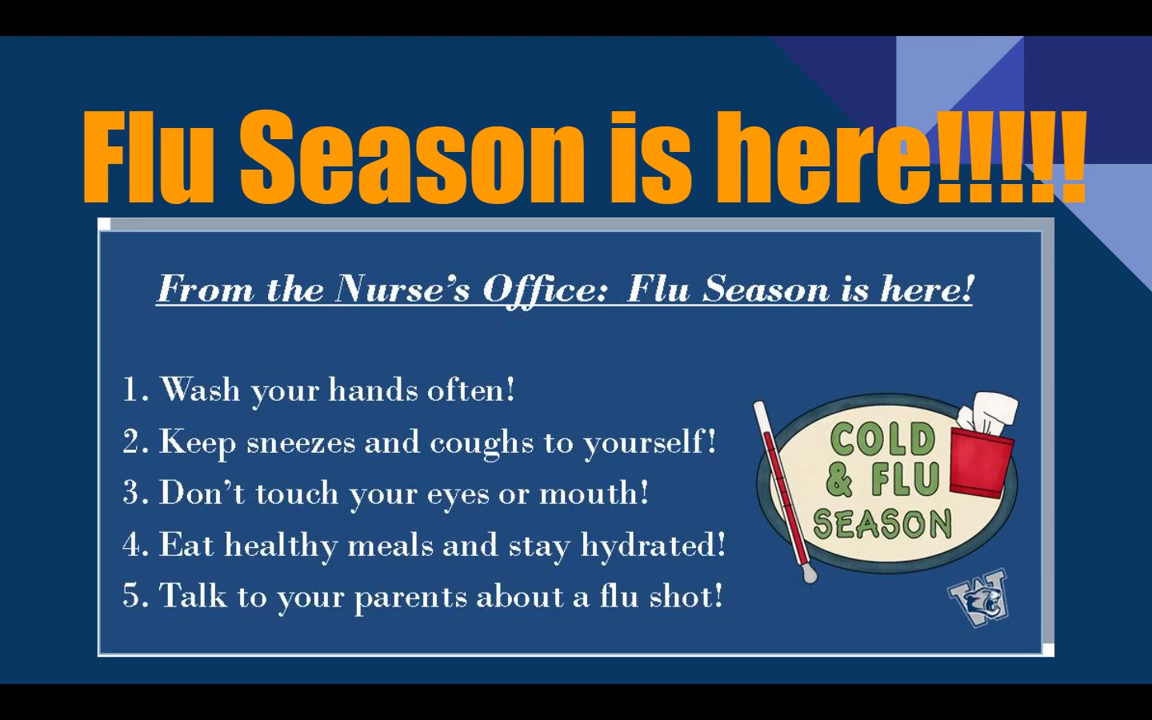 Flu Season is here!!!!!
From the Nurse's Office: Flu Season is here!
1. Wash your hands often!
2. Keep sneezes and coughs to yourself!
3. Don't touch your eyes or mouth!
4. Eat healthy meals and stay hydrated!
5. Talk to your parents about a flu shot!
COLD
& FLU
SEASON
W